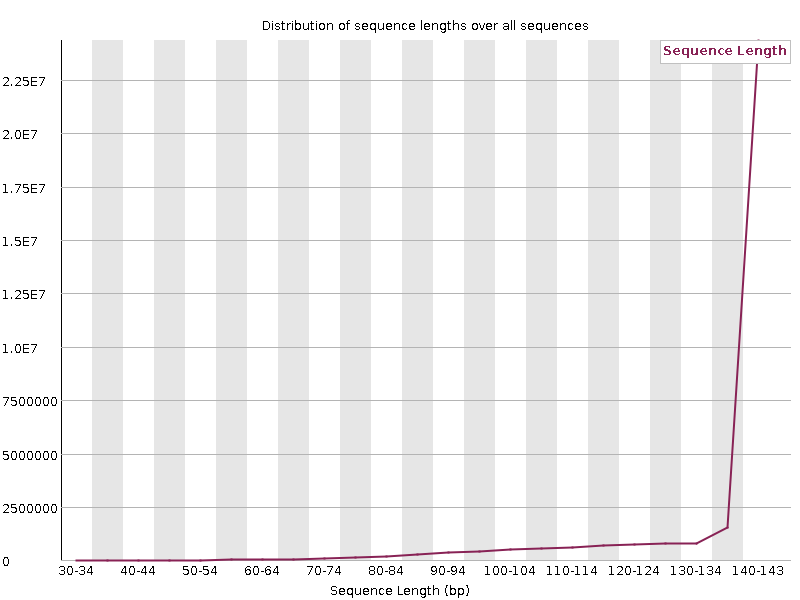 Distribution of sequence lengths over all sequences
Sequence Length
2.25E7
2.0E7
1.75E7
1.5E7
1.25E7
1.0E7
7500000
5000000
2500000
0
30-34 40-44 50-54 60-64 70-74 80-84 90-94 100-104 110-114 120-124 130-134 140-143
Sequence Length (bp)